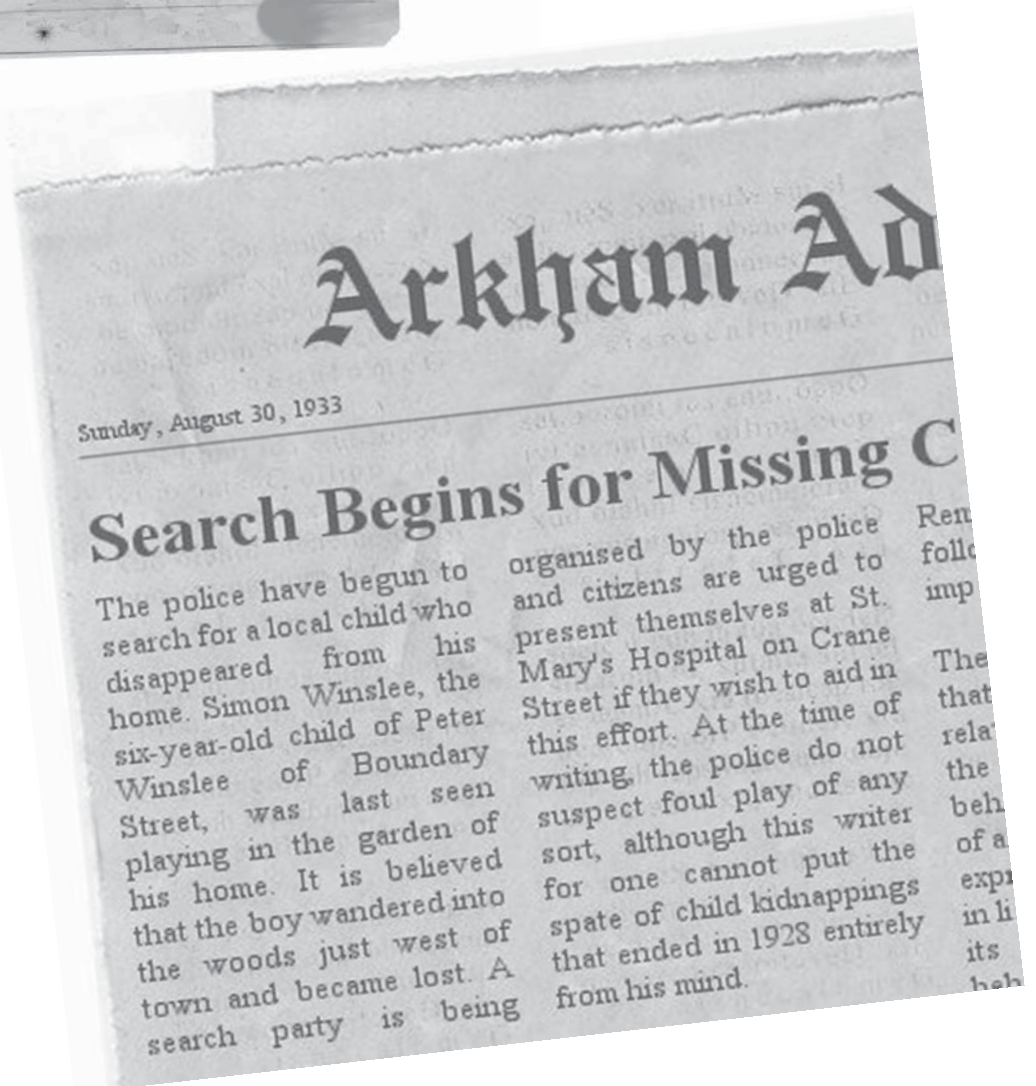 Arkham Ad
Sunday, August 30, 1933
Search Begins for Missing C
The police have begun to
search for a local child who
disappeared from his
home. Simon Winslee, the
six-year-old child of Peter
Winslee of Boundary
Street, was last seen
playing in the garden of
his home. It is believed
that the boy wandered into
the woods just west of
town and became lost. A
search party is being
organised by the police
and citizens are urged to
present themselves at St.
Mary's Hospital on Crane
Street if they wish to aid in
this effort. At the time of
writing, the police do not
suspect foul play of any
sort, although this writer
for one cannot put the
spate of child kidnappings
that ended in 1928 entirely
from his mind.
Rem
follo
imp
The
that
rela
the
beh
of a
expr
in li
its
beh